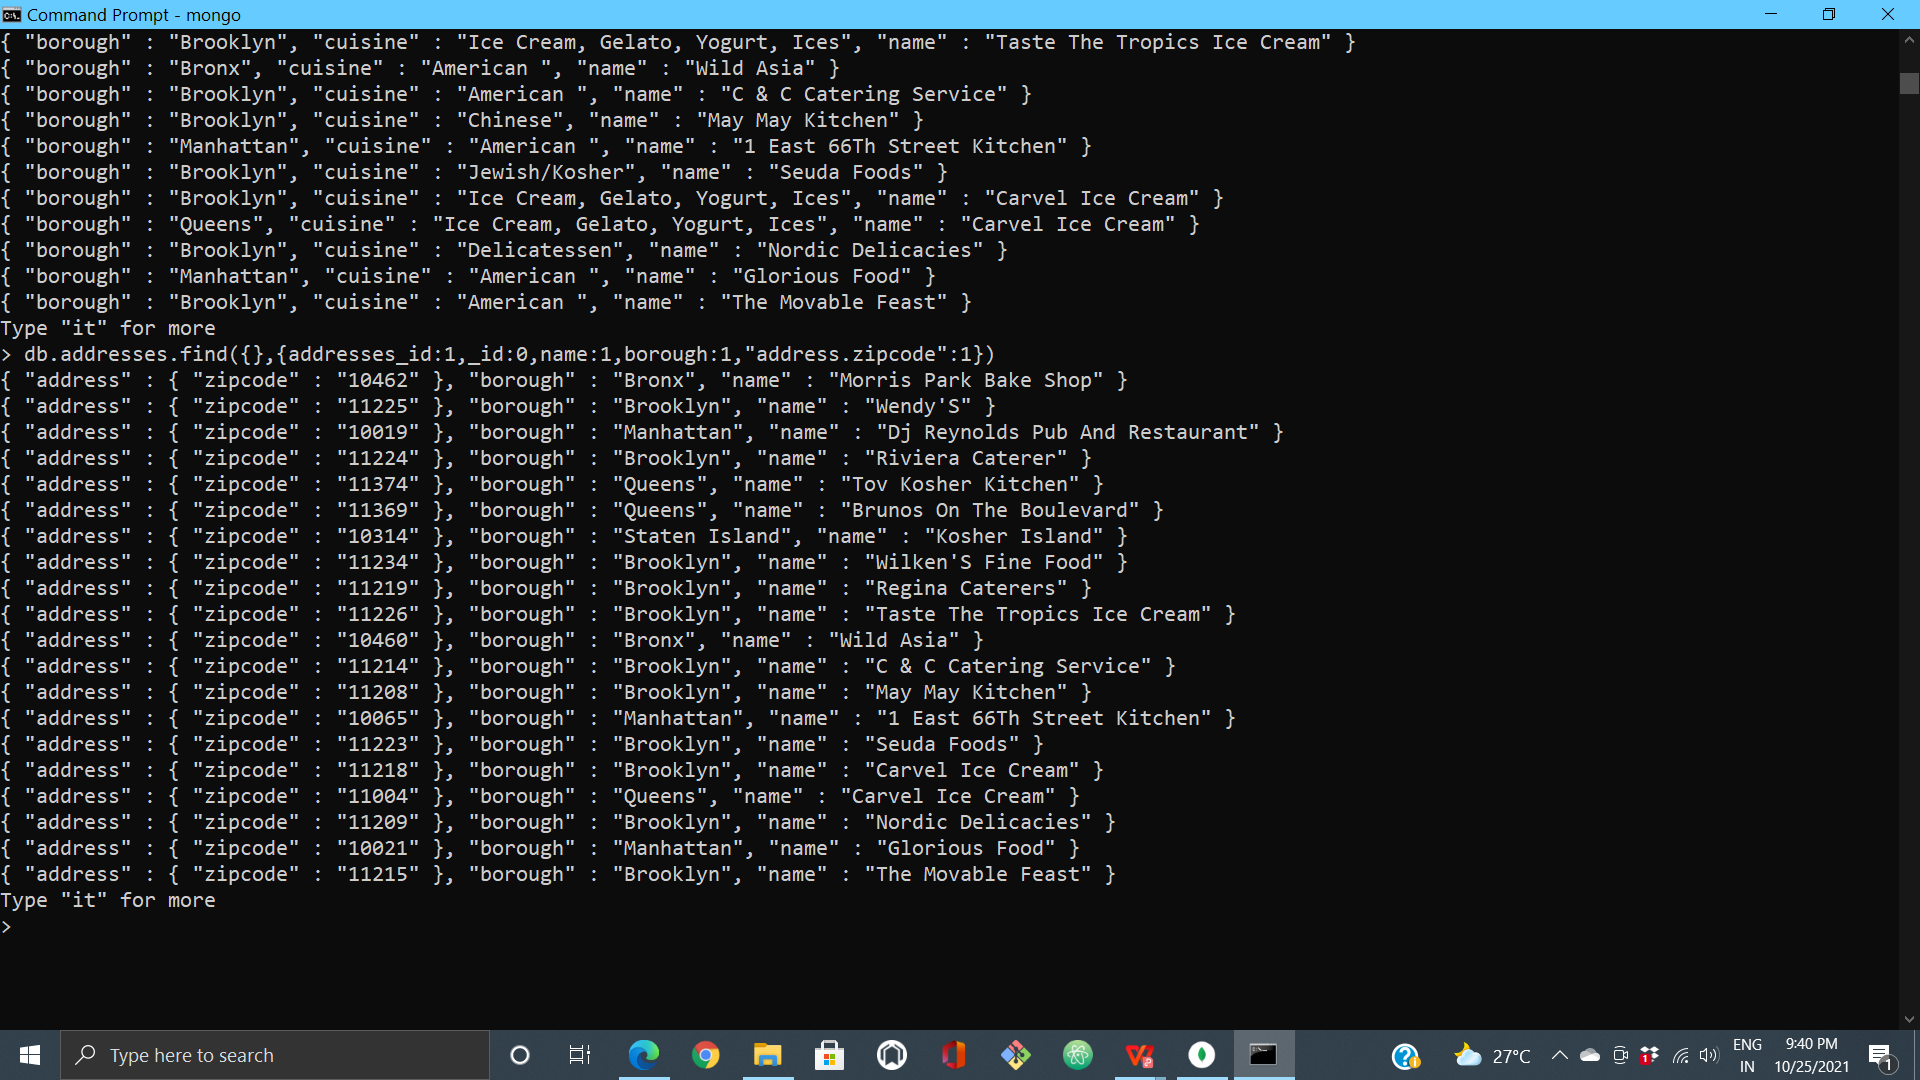 Command Prompt - mongo
{ "borough" : "Brooklyn", "cuisine" : "Ice Cream, Gelato, Yogurt, Ices", "name" : "Taste The Tropics Ice Cream" }
{ "borough" : "Bronx", "cuisine" : "American ", "name" : "Wild Asia" }
{ "borough" : "Brooklyn", "cuisine" : "American ", "name" : "C & C Catering Service" }
{ "borough" : "Brooklyn", "cuisine" : "Chinese", "name" : "May May Kitchen" }
{ "borough" : "Manhattan", "cuisine" : "American ", "name" : "1 East 66Th Street Kitchen" }
{ "borough" : "Brooklyn", "cuisine" : "Jewish/Kosher", "name" : "Seuda Foods" }
{ "borough" : "Brooklyn", "cuisine" : "Ice Cream, Gelato, Yogurt, Ices", "name" : "Carvel Ice Cream" }
{ "borough" : "Queens", "cuisine" : "Ice Cream, Gelato, Yogurt, Ices", "name" : "Carvel Ice Cream" }
{ "borough" : "Brooklyn", "cuisine" : "Delicatessen", "name" : "Nordic Delicacies" }
{ "borough" : "Manhattan", "cuisine" : "American ", "name" : "Glorious Food" }
{ "borough" : "Brooklyn", "cuisine" : "American ", "name" : "The Movable Feast" }
Type "it" for more
> db.addresses.find({},{addresses_id:1,_id:0,name:1,borough:1,"address.zipcode":1})
{ "address" : { "zipcode" : "10462" }, "borough" : "Bronx", "name" : "Morris Park Bake Shop" }
{ "address" : { "zipcode" : "11225" }, "borough" : "Brooklyn", "name" : "Wendy'S" }
{ "address" : { "zipcode" : "10019" }, "borough" : "Manhattan", "name" : "Dj Reynolds Pub And Restaurant" }
{ "address" : { "zipcode" : "11224" }, "borough" : "Brooklyn", "name" : "Riviera Caterer" }
{ "address" : { "zipcode" : "11374" }, "borough" : "Queens", "name" : "Tov Kosher Kitchen" }
{ "address" : { "zipcode" : "11369" }, "borough" : "Queens", "name" : "Brunos On The Boulevard" }
{ "address" : { "zipcode" : "10314" }, "borough" : "Staten Island", "name" : "Kosher Island" }
{ "address" : { "zipcode" : "11234" }, "borough" : "Brooklyn", "name" : "Wilken'S Fine Food" }
{ "address" : { "zipcode" : "11219" }, "borough" : "Brooklyn", "name" : "Regina Caterers" }
{ "address" : { "zipcode" : "11226" }, "borough" : "Brooklyn", "name" : "Taste The Tropics Ice Cream" }
{ "address" : { "zipcode" : "10460" }, "borough" : "Bronx", "name" : "Wild Asia" }
{ "address" : { "zipcode" : "11214" }, "borough" : "Brooklyn", "name" : "C & C Catering Service" }
{ "address" : { "zipcode" : "11208" }, "borough" : "Brooklyn", "name" : "May May Kitchen" }
{ "address" : { "zipcode" : "10065" }, "borough" : "Manhattan", "name" : "1 East 66Th Street Kitchen" }
{ "address" : { "zipcode" : "11223" }, "borough" : "Brooklyn", "name" : "Seuda Foods" }
{ "address" : { "zipcode" : "11218" }, "borough" : "Brooklyn", "name" : "Carvel Ice Cream" }
{ "address" : { "zipcode" : "11004" }, "borough" : "Queens", "name" : "Carvel Ice Cream" }
{ "address" : { "zipcode" : "11209" }, "borough" : "Brooklyn", "name" : "Nordic Delicacies" }
{ "address" : { "zipcode" : "10021" }, "borough" : "Manhattan", "name" : "Glorious Food" }
{ "address" : { "zipcode" : "11215" }, "borough" : "Brooklyn", "name" : "The Movable Feast" }
Type "it" for more
>
Type here to search
27°C
ENG
IN
9:40 PM
10/25/2021
1